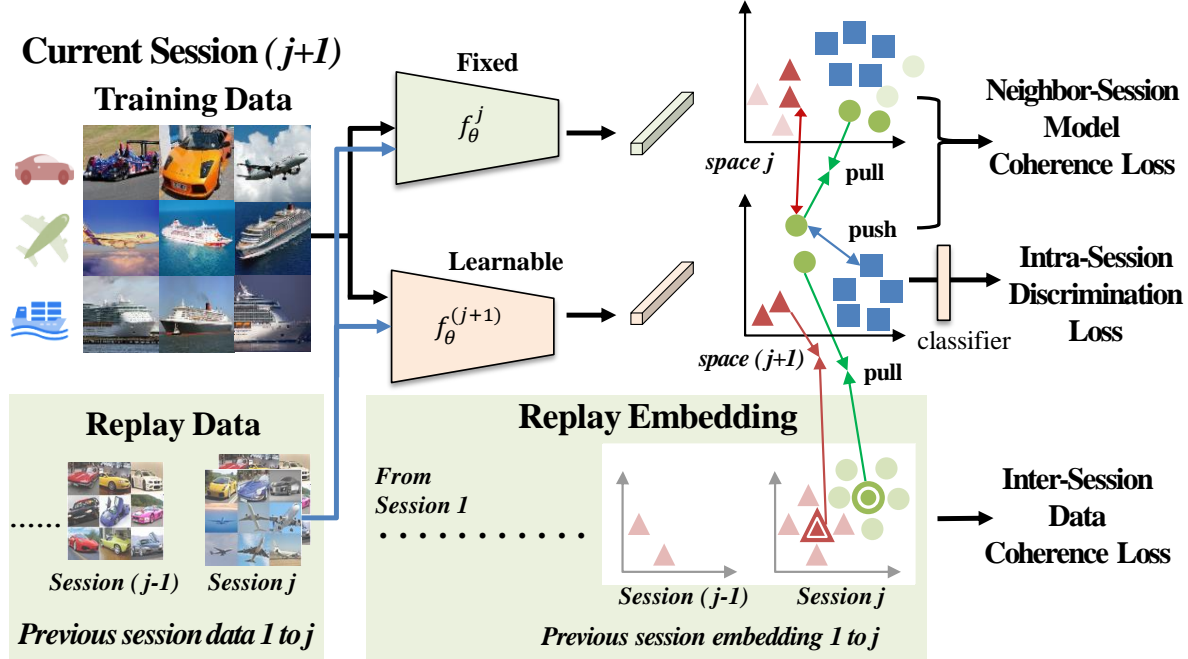 Current Session (j+1)
Training Data
Fixed
f_θ^j
Learnable
f_θ^(j+1)
space j
pull
push
space (j+1)
classifier
pull
Neighbor-Session
Model
Coherence Loss
Intra-Session
Discrimination
Loss
Replay Data
......
Session (j-1)
Session j
Previous session data 1 to j
Replay Embedding
From
Session 1
...........
Session (j-1)
Session j
Previous session embedding 1 to j
Inter-Session
Data
Coherence Loss